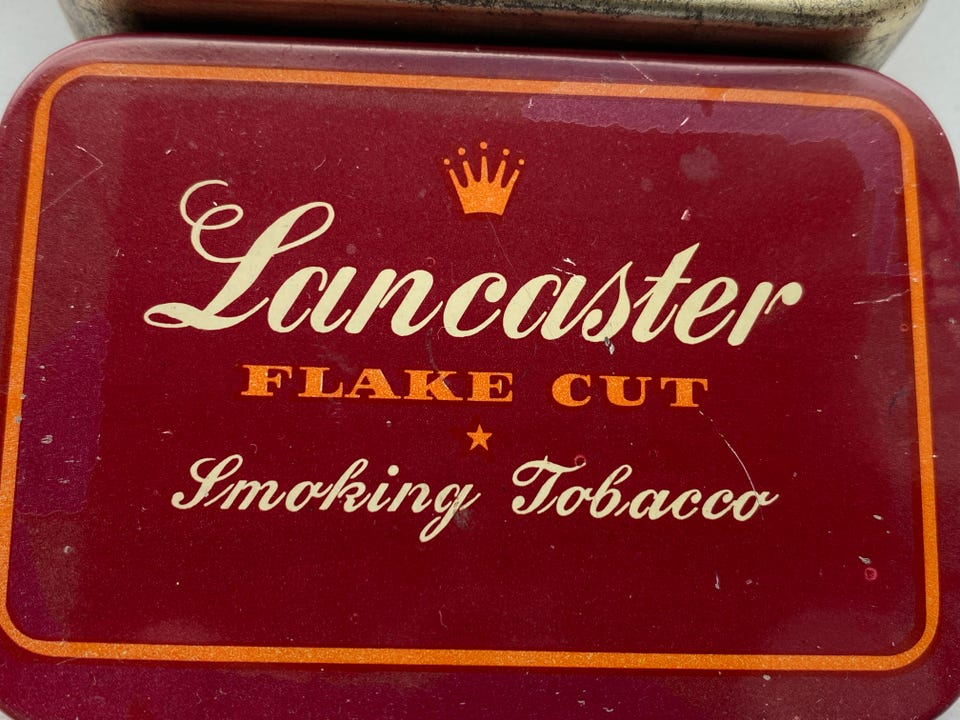 Lancaster
FLAKE CUT
Smoking Tobacco